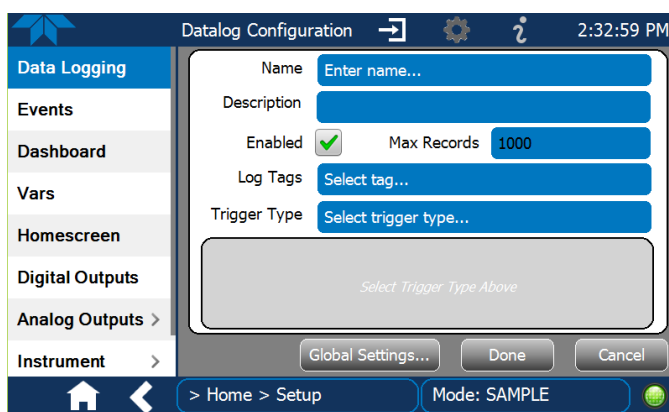 Datalog Configuration
2:32:59 PM
Data Logging
Events
Dashboard
Vars
Homescreen
Digital Outputs
Analog Outputs >
Instrument >
Name Enter name...
Description
Enabled Max Records 1000
Log Tags Select tag...
Trigger Type Select trigger type...
Select Trigger Type Above
Global Settings... Done Cancel
> Home > Setup Mode: SAMPLE